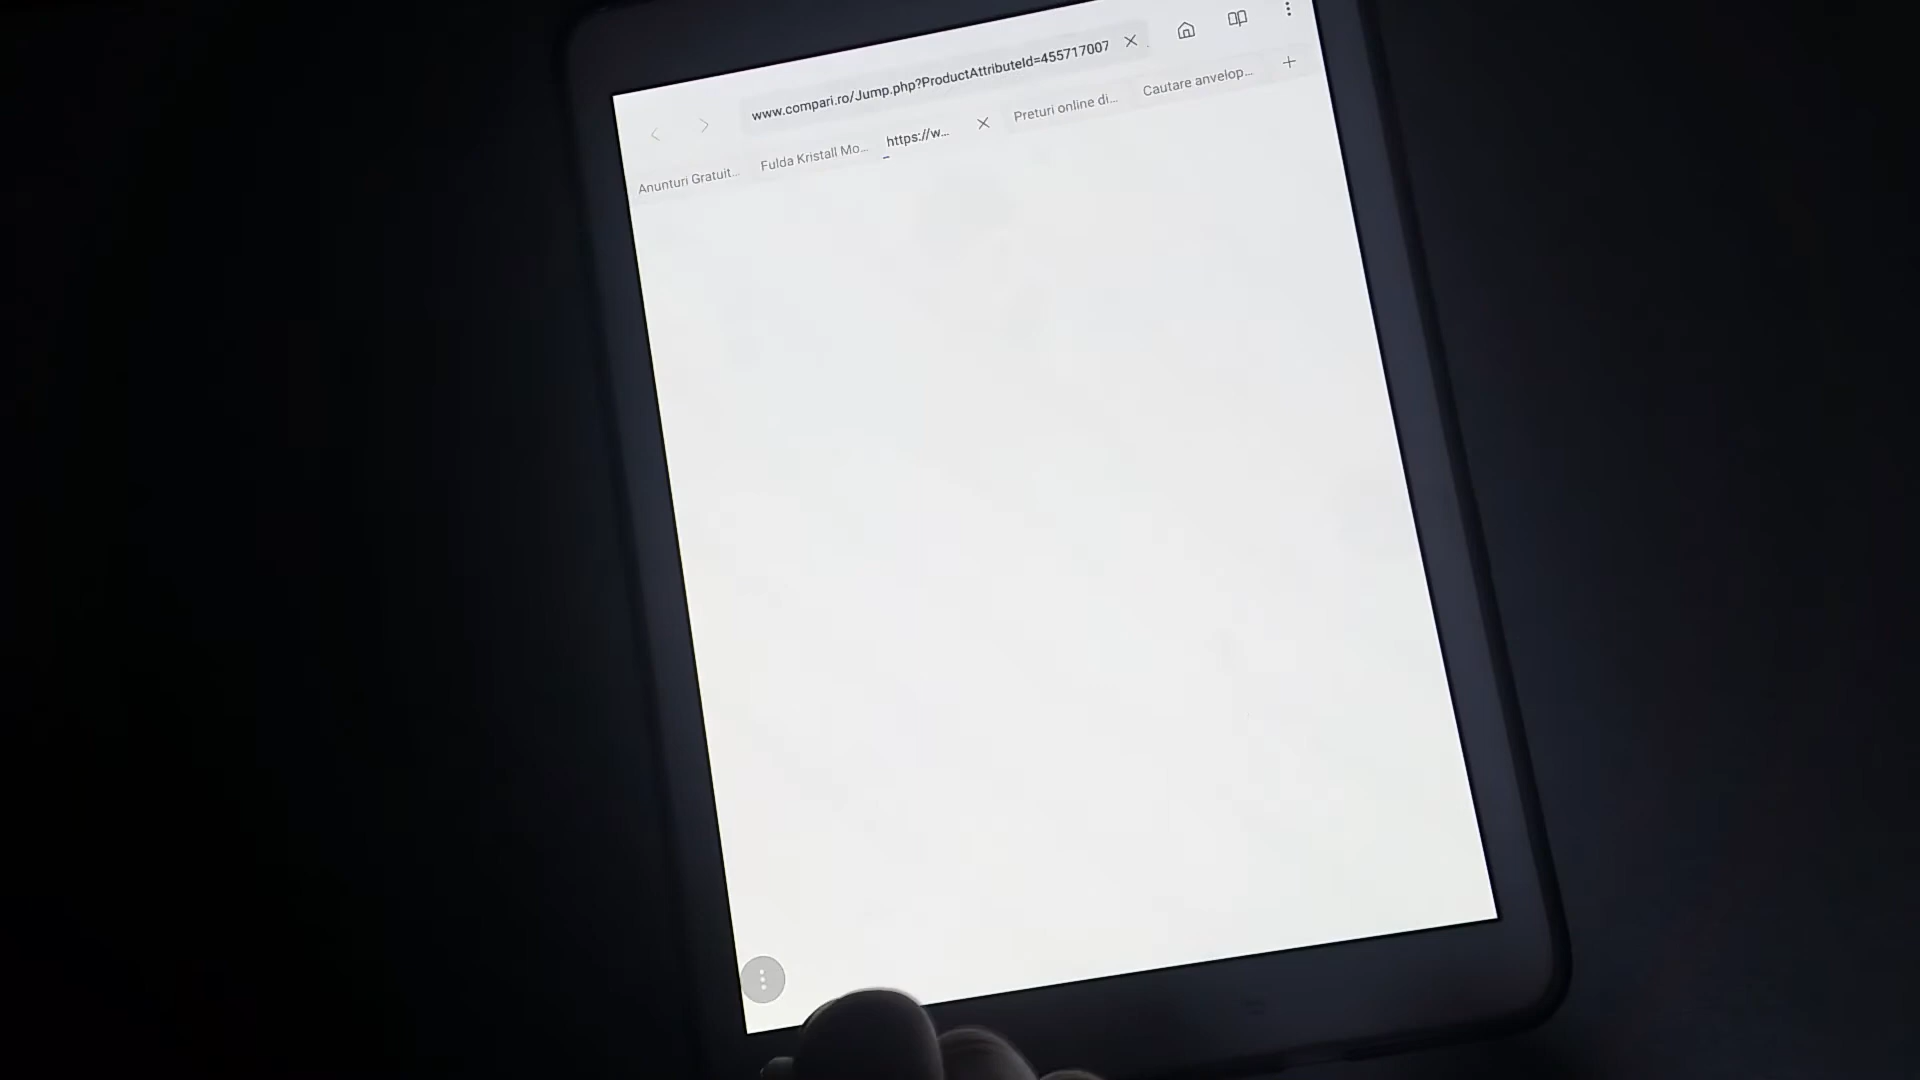 www.compari.ro/Jump.php?ProductAttributeId=455717007
Anunturi Gratuit...
Fulda Kristall Mo...
https://w...
Preturi online di...
Cautare anvelop...